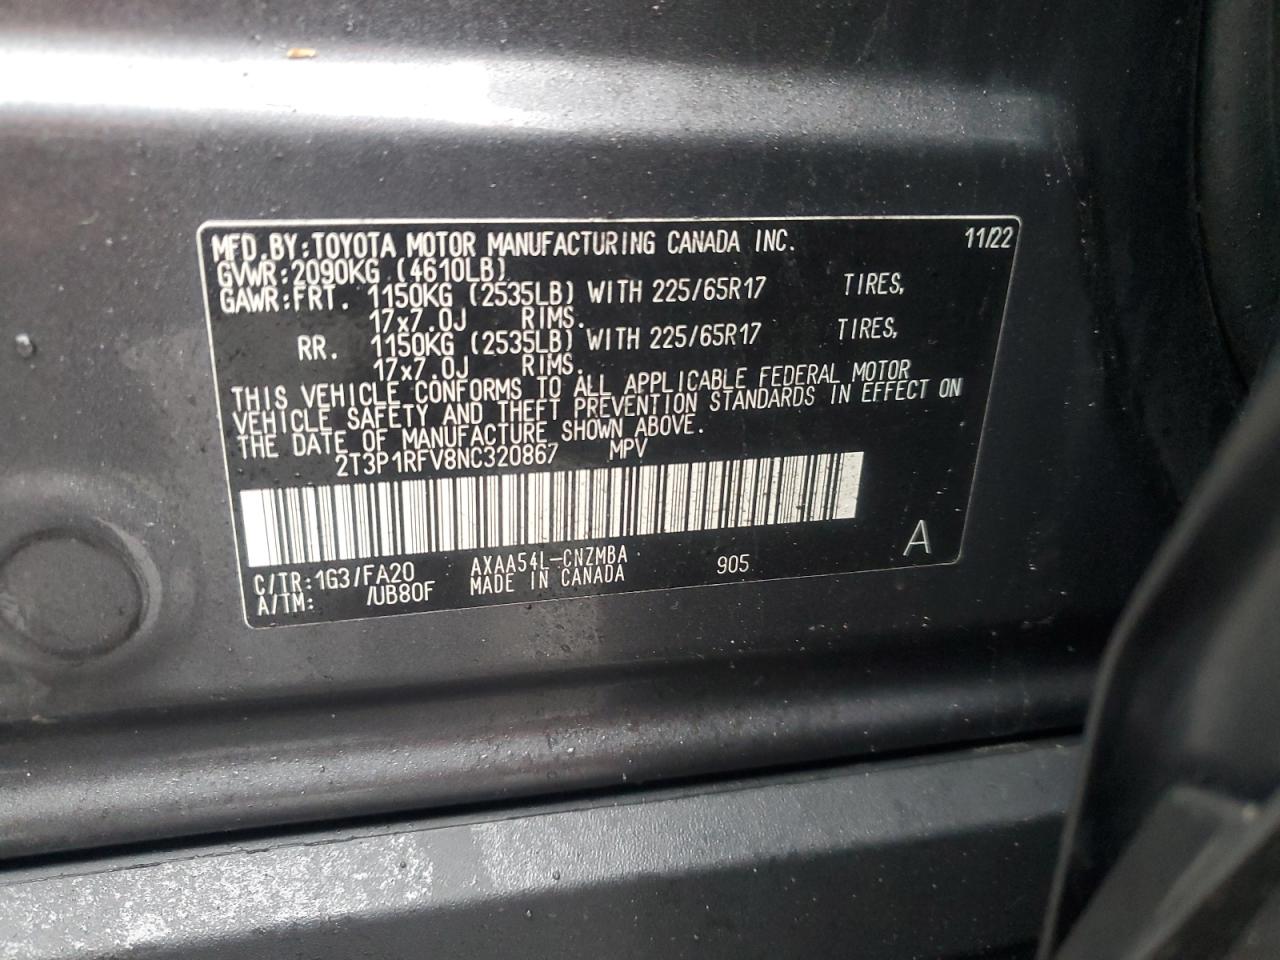 MFD.BY:TOYOTA MOTOR MANUFACTURING CANADA INC. 11/22
GVWR:2090KG (4610LB)
GAWR:FRT. 1150KG (2535LB) WITH 225/65R17 TIRES,
17x7.0J RIMS.
RR. 1150KG (2535LB) WITH 225/65R17 TIRES,
17x7.0J RIMS.
THIS VEHICLE CONFORMS TO ALL APPLICABLE FEDERAL MOTOR
VEHICLE SAFETY AND THEFT PREVENTION STANDARDS IN EFFECT ON
THE DATE OF MANUFACTURE SHOWN ABOVE.
2T3P1RFV8NC320867 MPV
C/TR:1G3/FA20 AXAA54L-CNZMBA 905 A
A/TM: /UB80F MADE IN CANADA